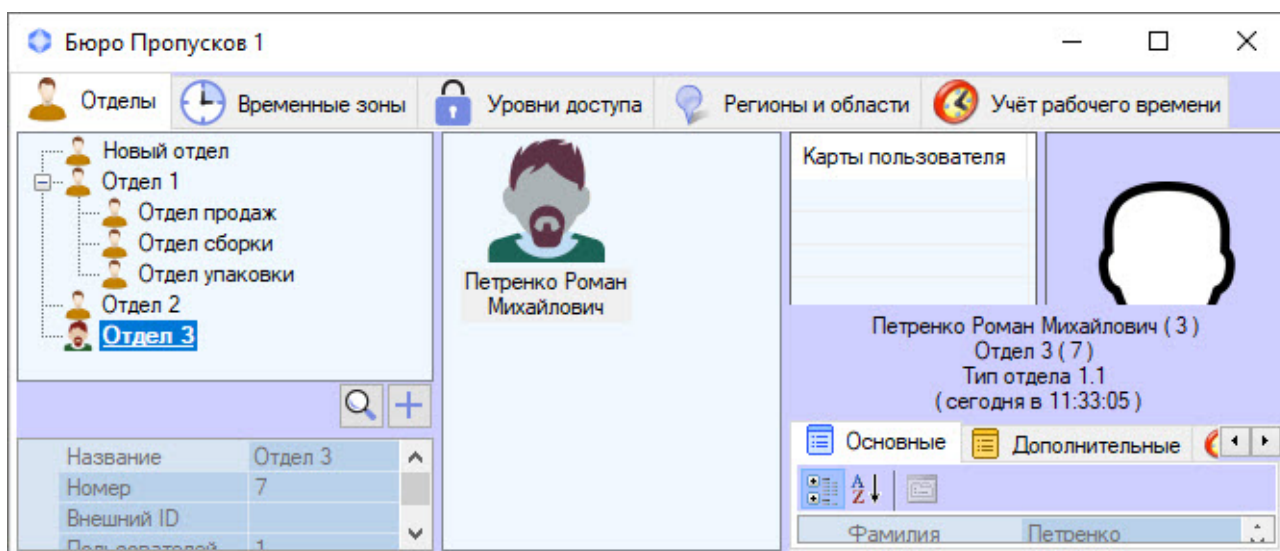 Бюро Пропусков 1
Отделы Временные зоны Уровни доступа Регионы и области Учёт рабочего времени
Новый отдел
Отдел 1
Отдел продаж
Отдел сборки
Отдел упаковки
Отдел 2
Отдел 3
Название Отдел 3
Номер 7
Внешний ID
Пользователей 1
Петренко Роман
Михайлович
Карты пользователя
Петренко Роман Михайлович ( 3 )
Отдел 3 ( 7 )
Тип отдела 1.1
( сегодня в 11:33:05 )
Основные Дополнительные
Фамилия Петренко